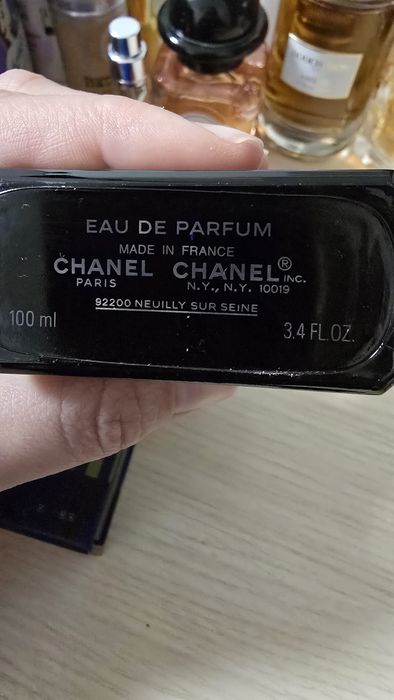 EAU DE PARFUM
MADE IN FRANCE
CHANEL CHANEL® INC.
PARIS N.Y., N.Y. 10019
92200 NEUILLY SUR SEINE
100 ml 3.4 FL.OZ.